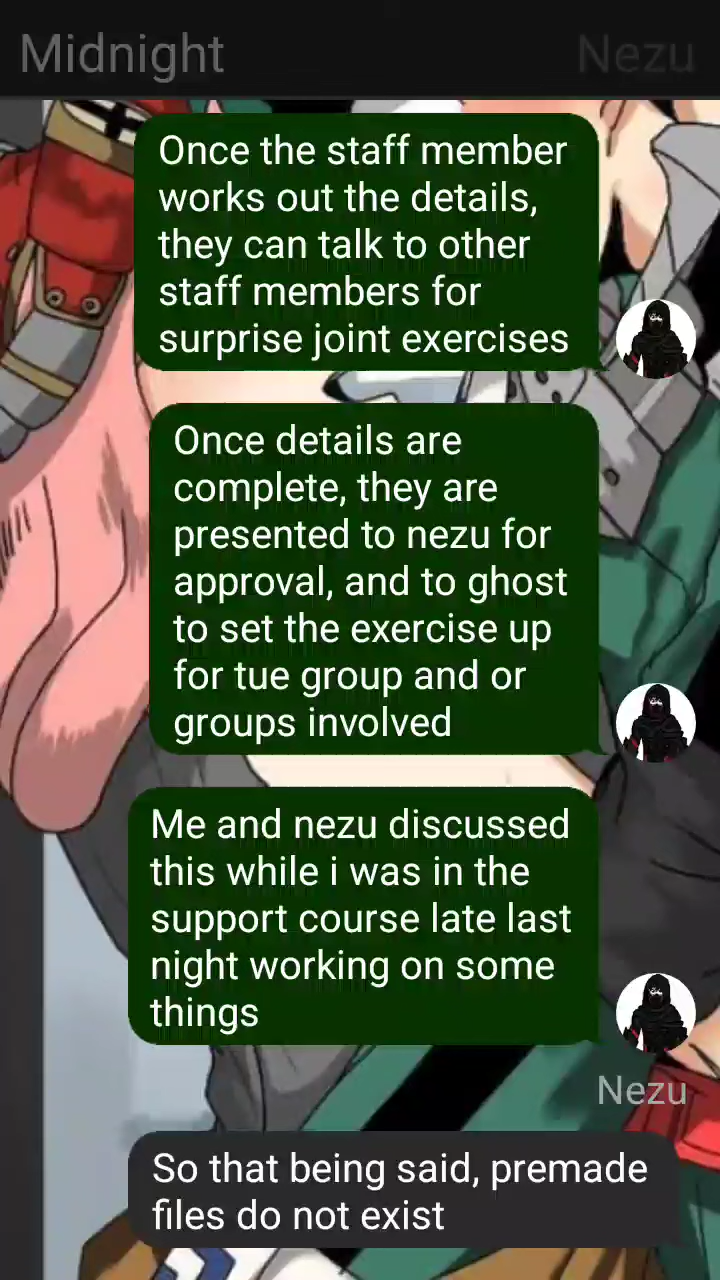 Midnight
Nezu
Once the staff member
works out the details,
they can talk to other
staff members for
surprise joint exercises
Once details are
complete, they are
presented to nezu for
approval, and to ghost
to set the exercise up
for tue group and or
groups involved
Me and nezu discussed
this while i was in the
support course late last
night working on some
things
Nezu
So that being said, premade
files do not exist